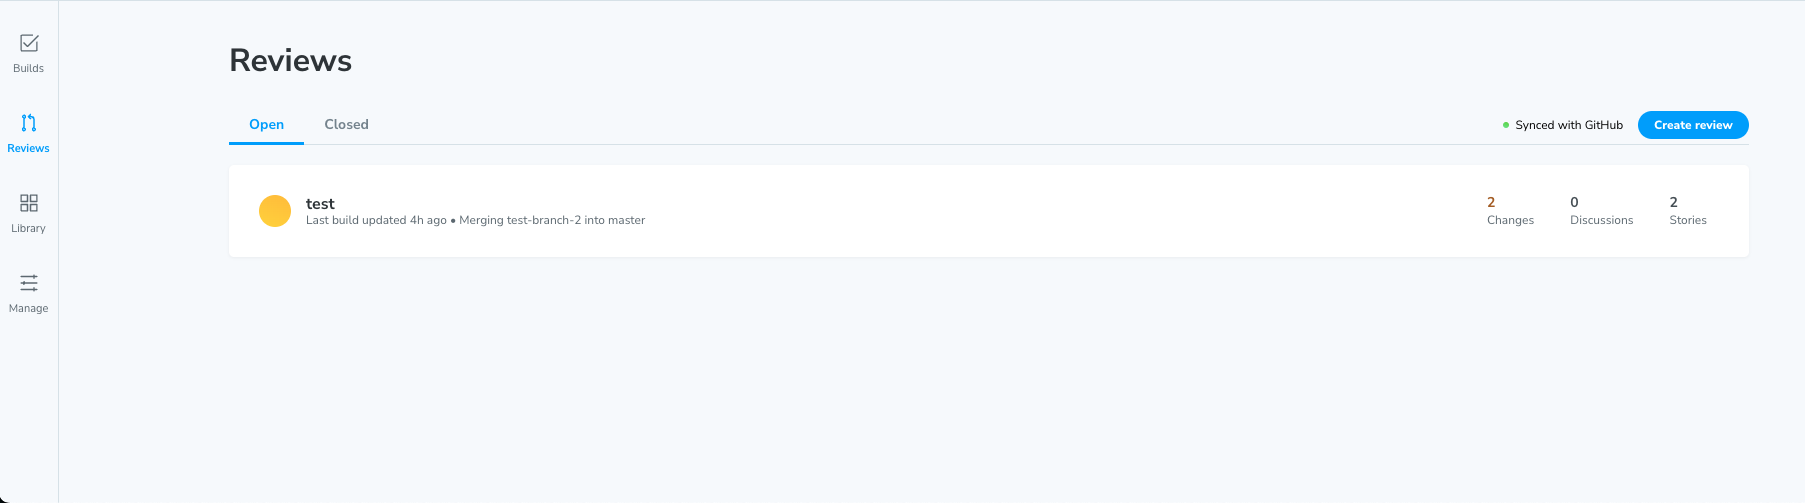 Builds
Reviews
Library
Manage
Reviews
Open Closed
Synced with GitHub Create review
test
Last build updated 4h ago • Merging test-branch-2 into master
2 0 2
Changes Discussions Stories